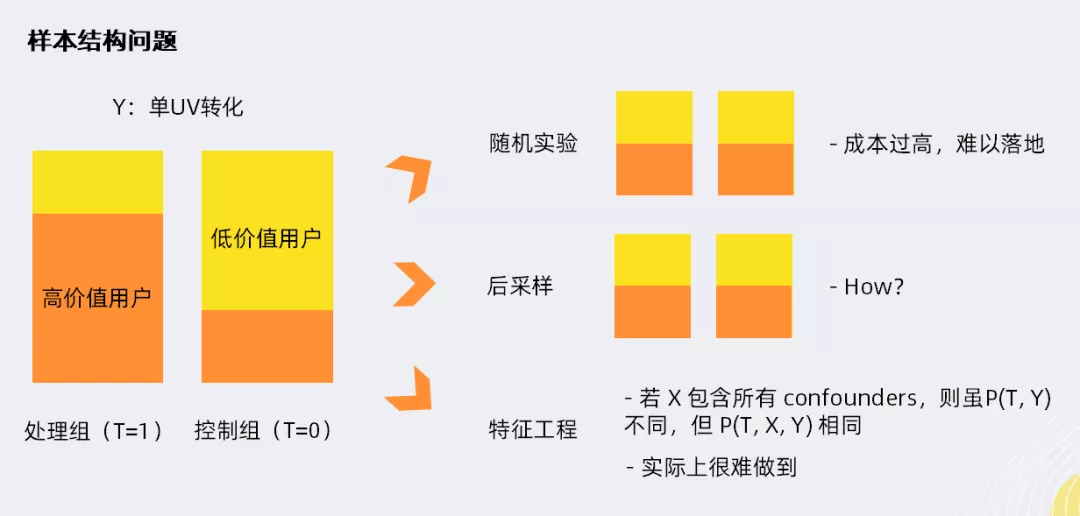 样本结构问题
Y：单UV转化
低价值用户
高价值用户
处理组（T=1）
控制组（T=0）
随机实验
- 成本过高，难以落地
后采样
- How？
特征工程
- 若 X 包含所有 confounders，则虽P(T, Y)
不同，但 P(T, X, Y) 相同
- 实际上很难做到